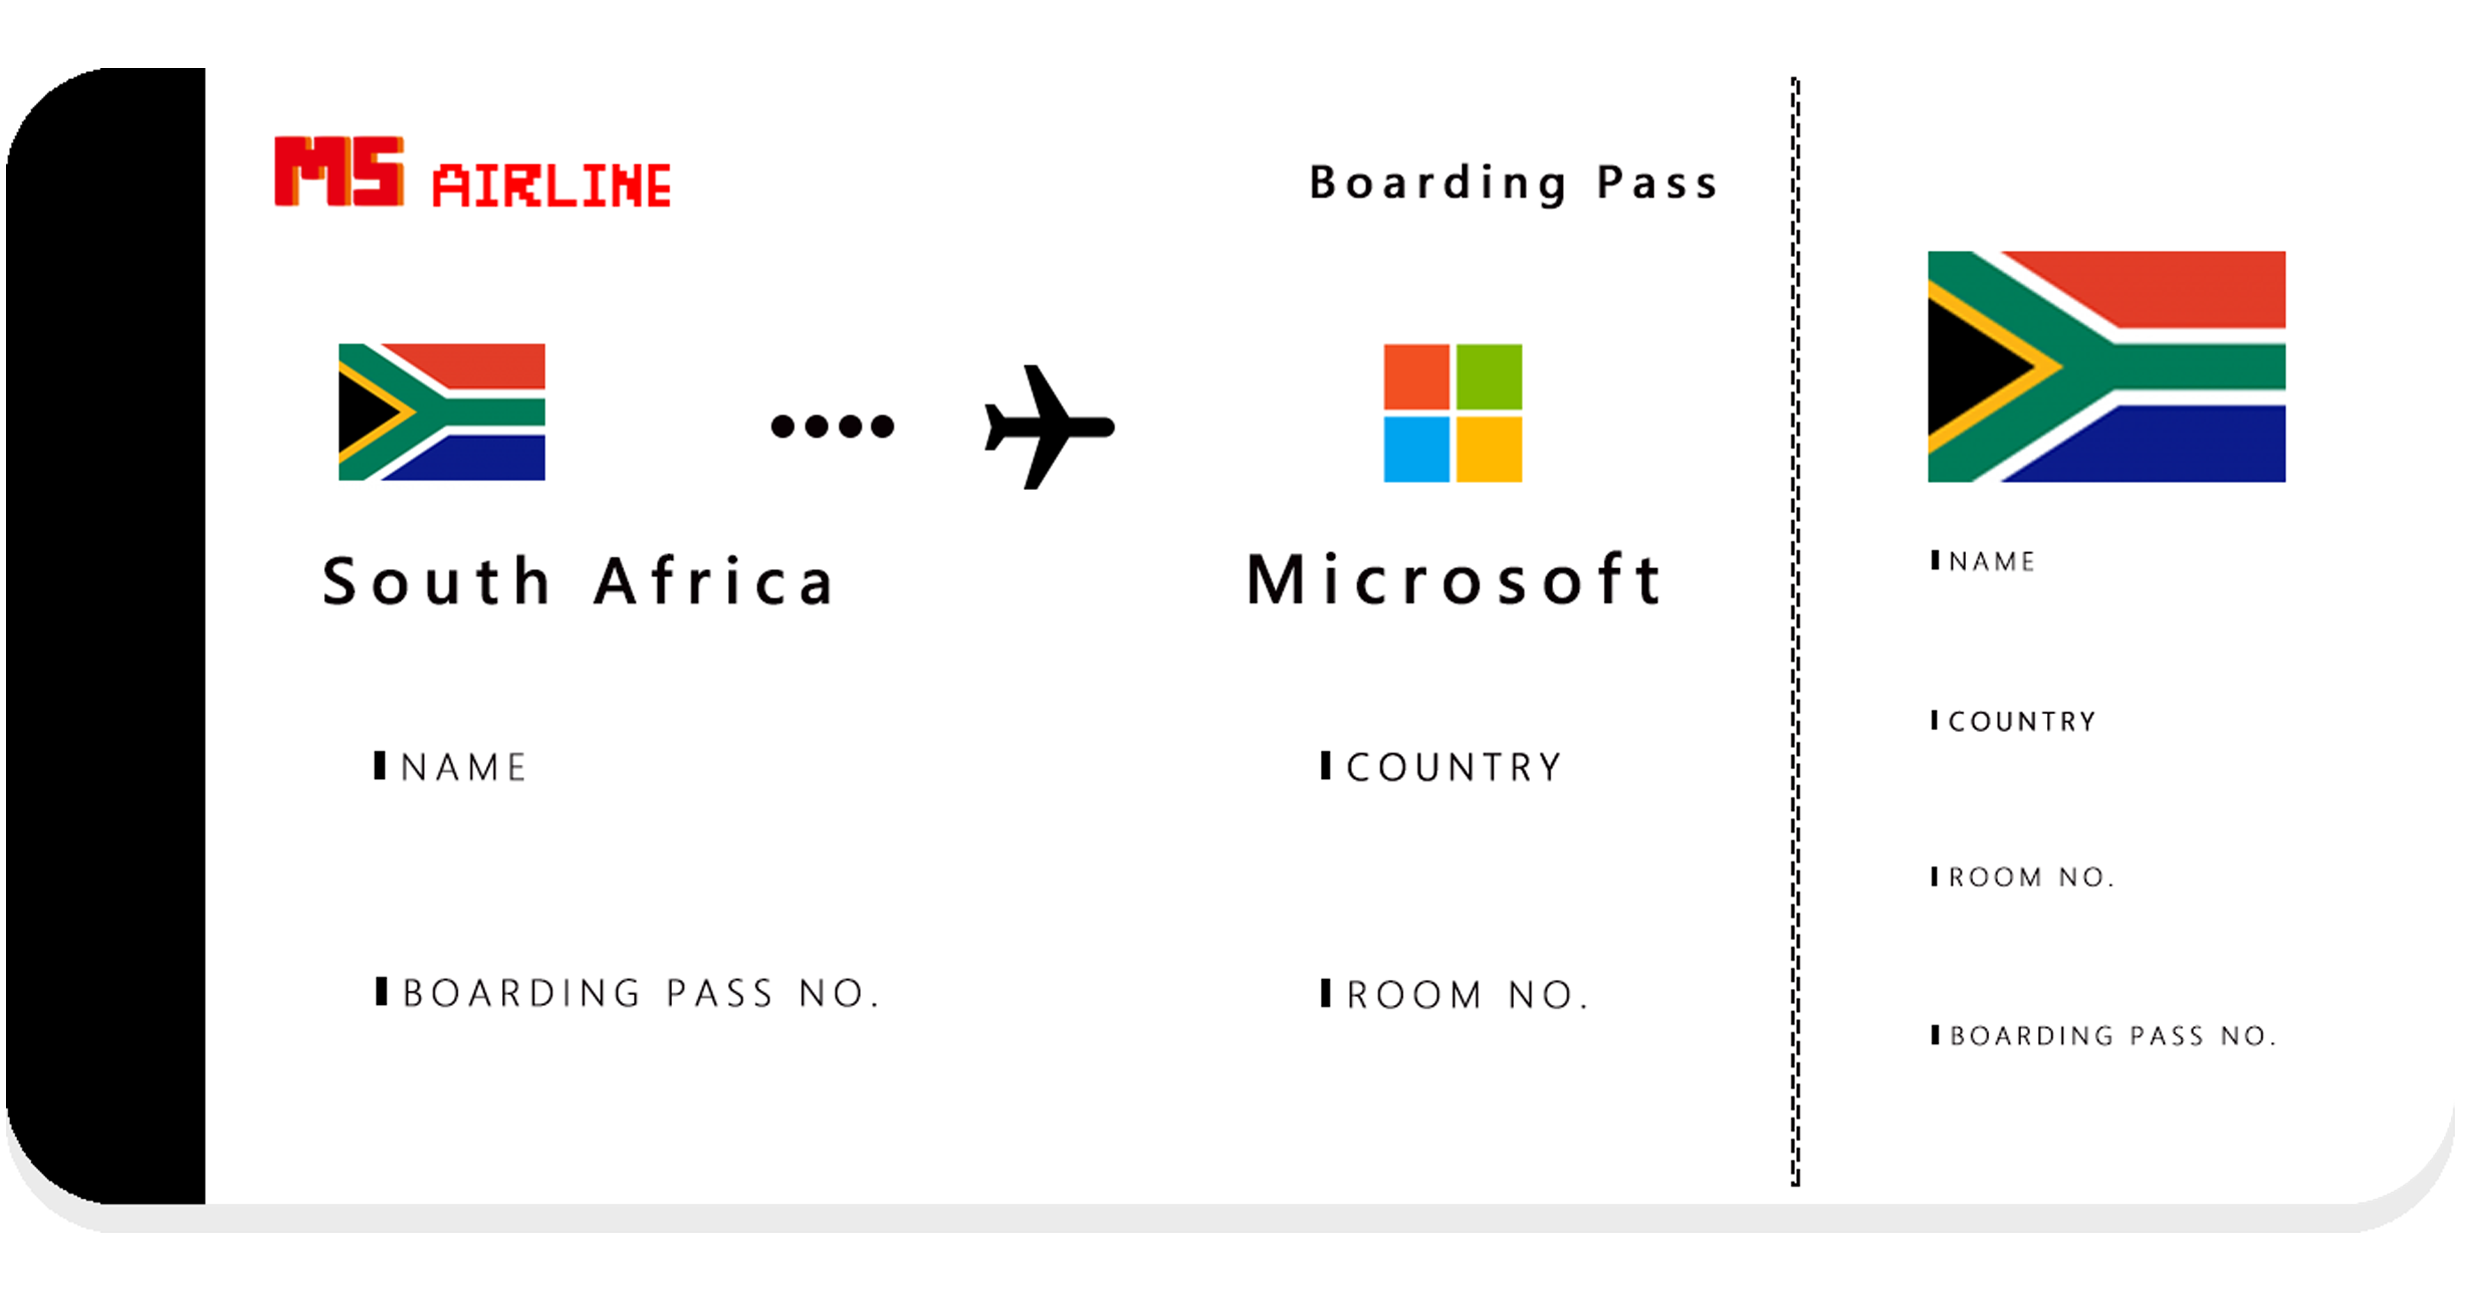 MS AIRLINE
Boarding Pass
South Africa
Microsoft
NAME
COUNTRY
BOARDING PASS NO.
ROOM NO.
NAME
COUNTRY
ROOM NO.
BOARDING PASS NO.